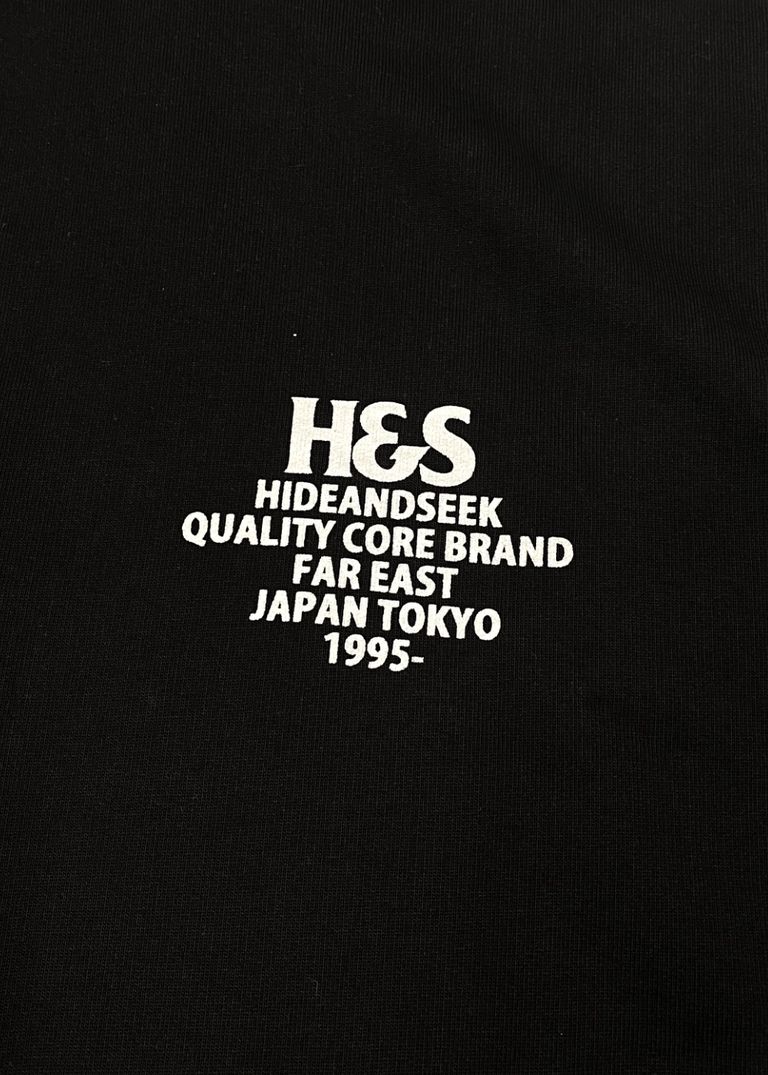 H&S
HIDEANDSEEK
QUALITY CORE BRAND
FAR EAST
JAPAN TOKYO
1995-